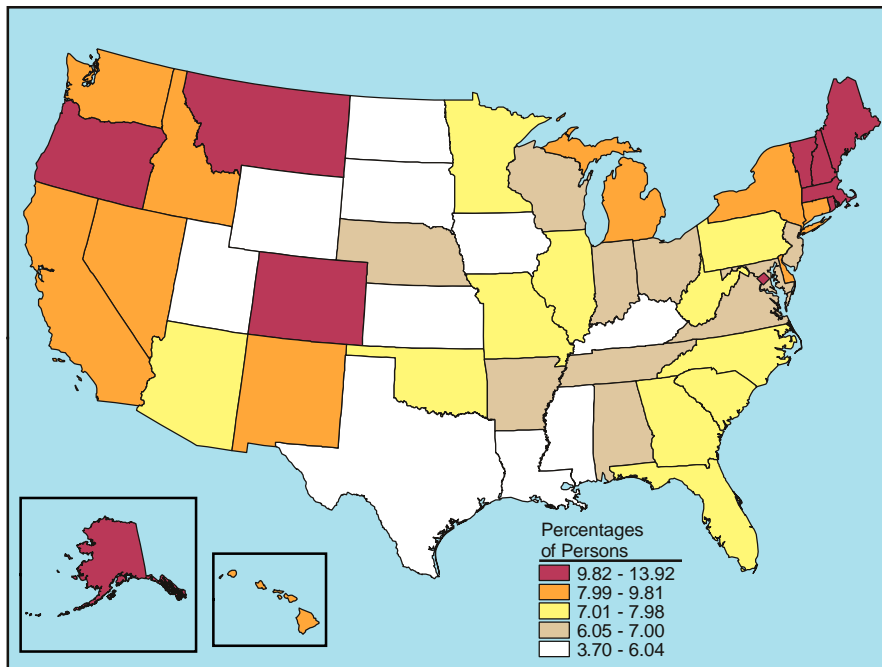 Percentages
of Persons
9.82 - 13.92
7.99 - 9.81
7.01 - 7.98
6.05 - 7.00
3.70 - 6.04